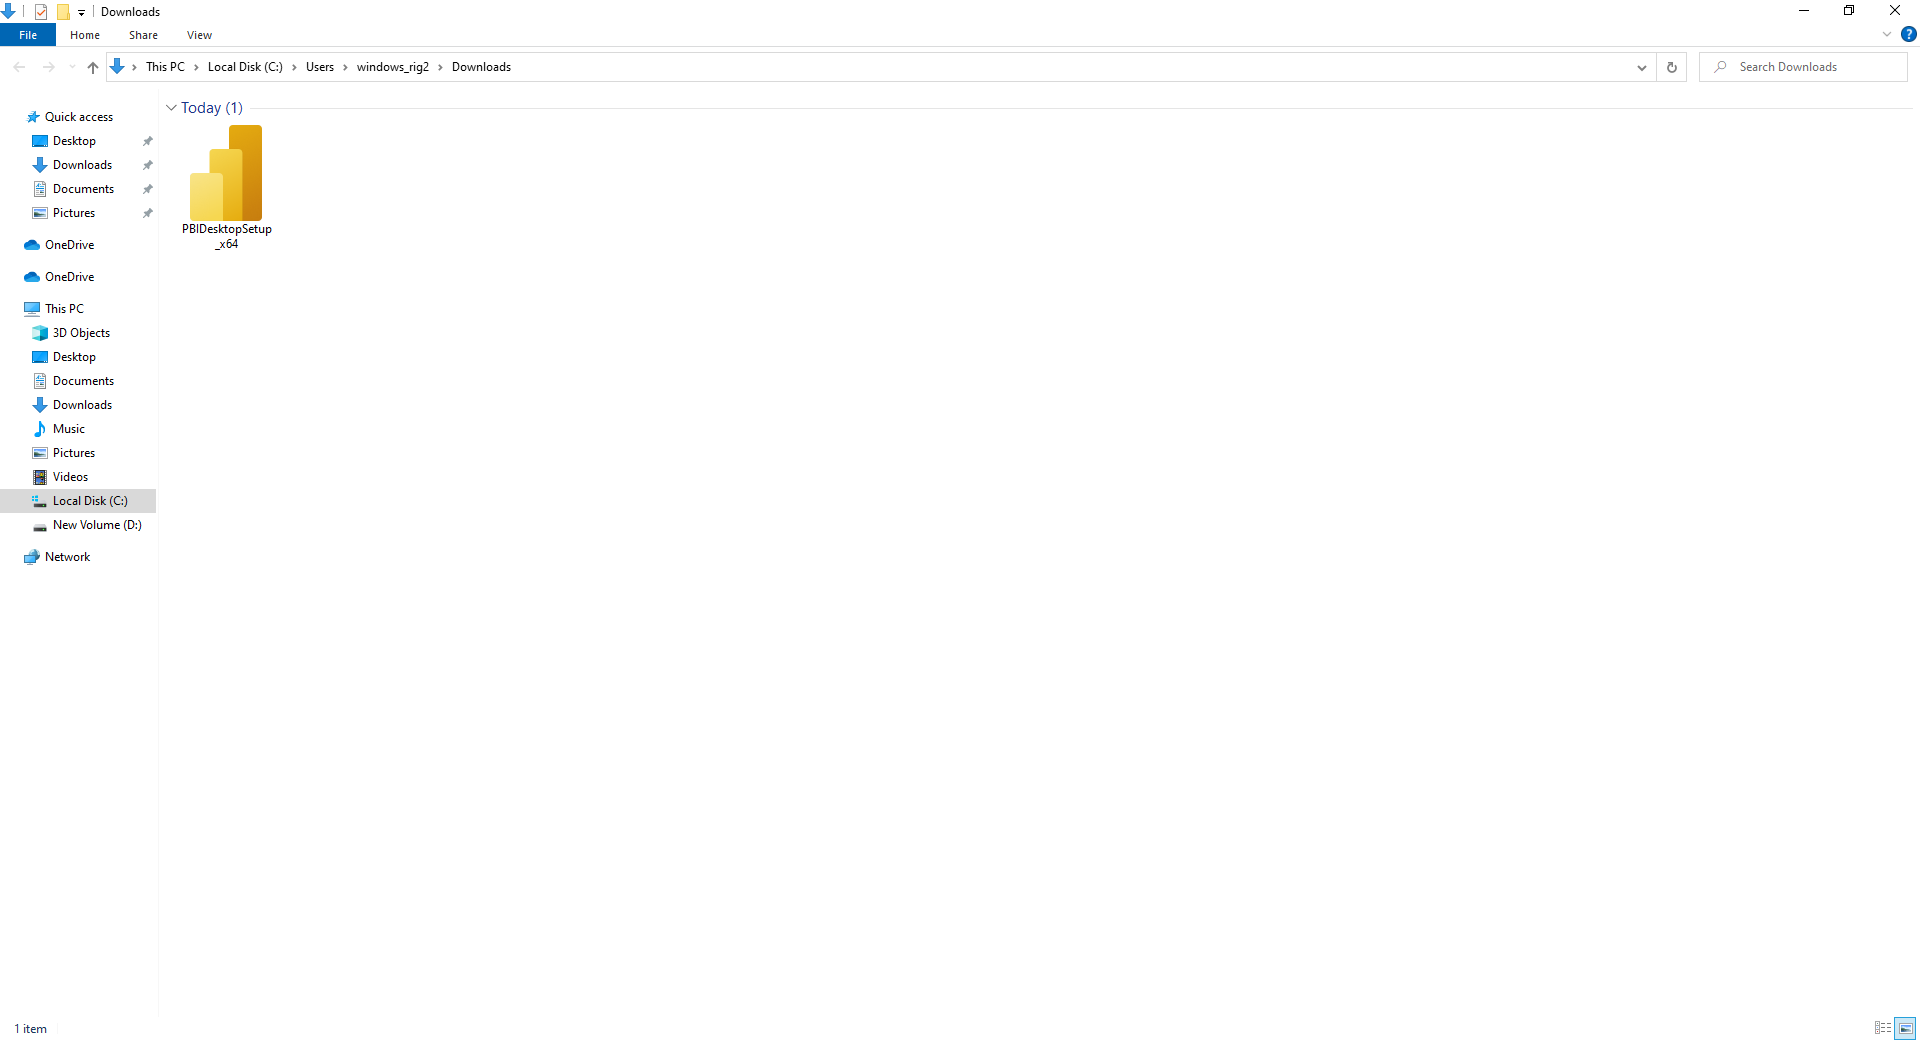 Downloads
File Home Share View
This PC Local Disk (C:) Users windows_rig2 Downloads
Search Downloads
Quick access
Desktop
Downloads
Documents
Pictures
OneDrive
OneDrive
This PC
3D Objects
Desktop
Documents
Downloads
Music
Pictures
Videos
Local Disk (C:)
New Volume (D:)
Network
Today (1)
PBIDesktopSetup
_x64
1 item